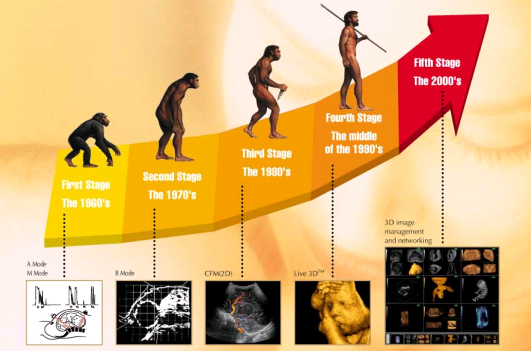 First Stage
The 1960's
Second Stage
The 1970's
Third Stage
The 1980's
Fourth Stage
The middle
of the 1990's
Fifth Stage
The 2000's
A Mode
M Mode
B Mode
CFM(2D)
Live 3D™
3D image
management
and networking